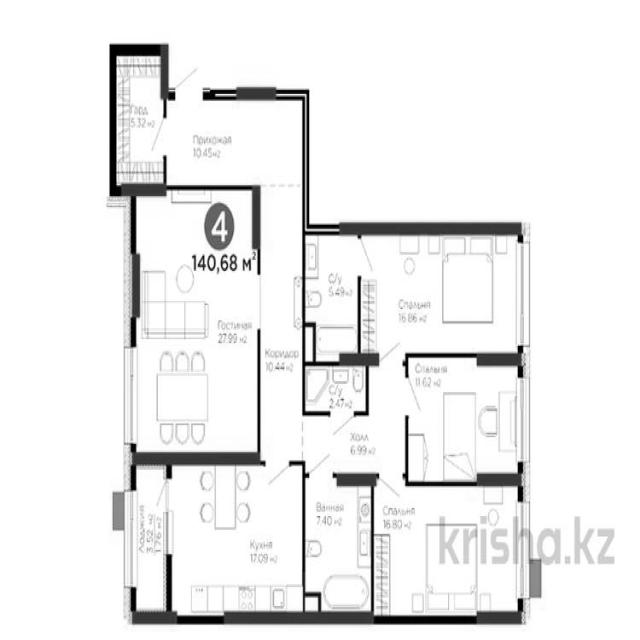 Гард
5.32 м2
Прихожая
10.45 м2
4
140,68 м2
Гостиная
27.99 м2
Коридор
10.44 м2
С/у
5.49 м2
Спальня
16.86 м2
Спальня
11.62 м2
С/у
2.47 м2
Холл
6.99 м2
Лоджия
3.52 м2
1.76 м2
Кухня
17.09 м2
Ванная
7.40 м2
Спальня
16.80 м2
krisha.kz